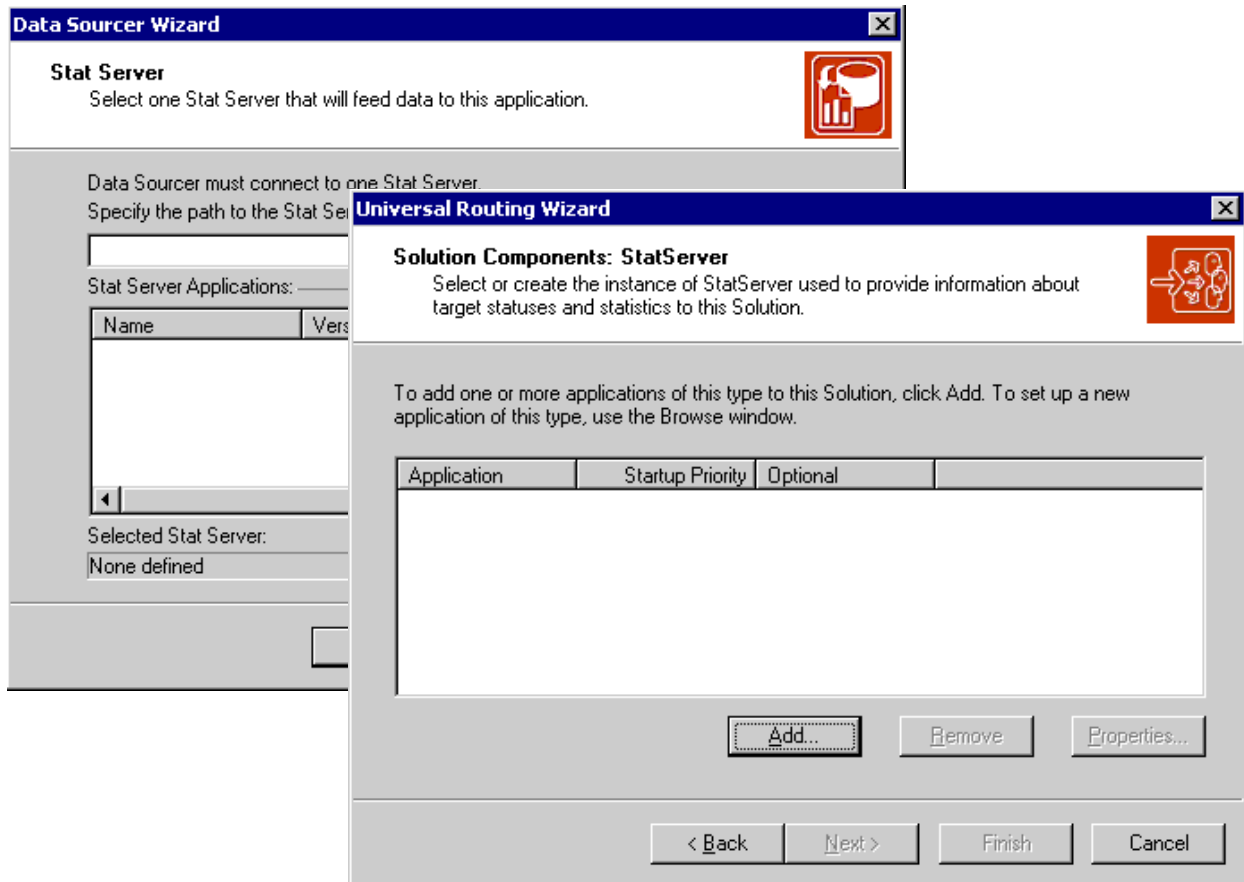 Data Sourcer Wizard
Stat Server
Select one Stat Server that will feed data to this application.
Data Sourcer must connect to one Stat Server.
Specify the path to the Stat Se
Stat Server Applications:
Name Vers
Selected Stat Server:
None defined
Universal Routing Wizard
Solution Components: StatServer
Select or create the instance of StatServer used to provide information about
target statuses and statistics to this Solution.
To add one or more applications of this type to this Solution, click Add. To set up a new
application of this type, use the Browse window.
Application Startup Priority Optional
Add... Remove Properties...
< Back Next > Finish Cancel